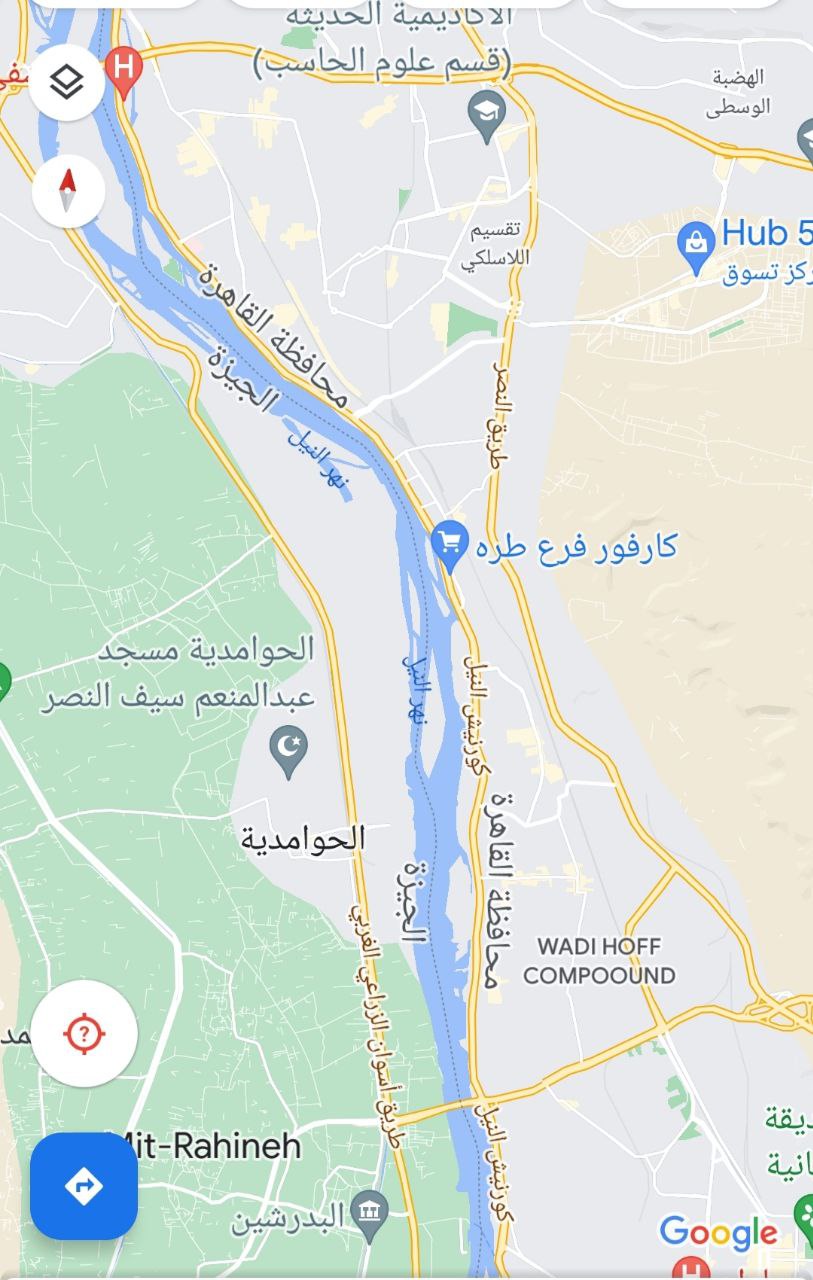 الأكاديمية الحديثه
(قسم علوم الحاسب)
H
الهضبة
الوسطى
تقسيم
اللاسلكي
Hub 5
ركز تسوق
محافظة القاهرة
الجيزة
نهر النيل
طريق النصر
كارفور فرع طره
الحوامدية مسجد
عبدالمنعم سيف النصر
نهر النيل
كورنيش النيل
الحوامدية
محافظة القاهرة
الجيزة
WADI HOFF
COMPOOUND
طريق أسوان الزراعي الغربي
?
Mit-Rahineh
كورنيش النيل
البدرشين
Google
H